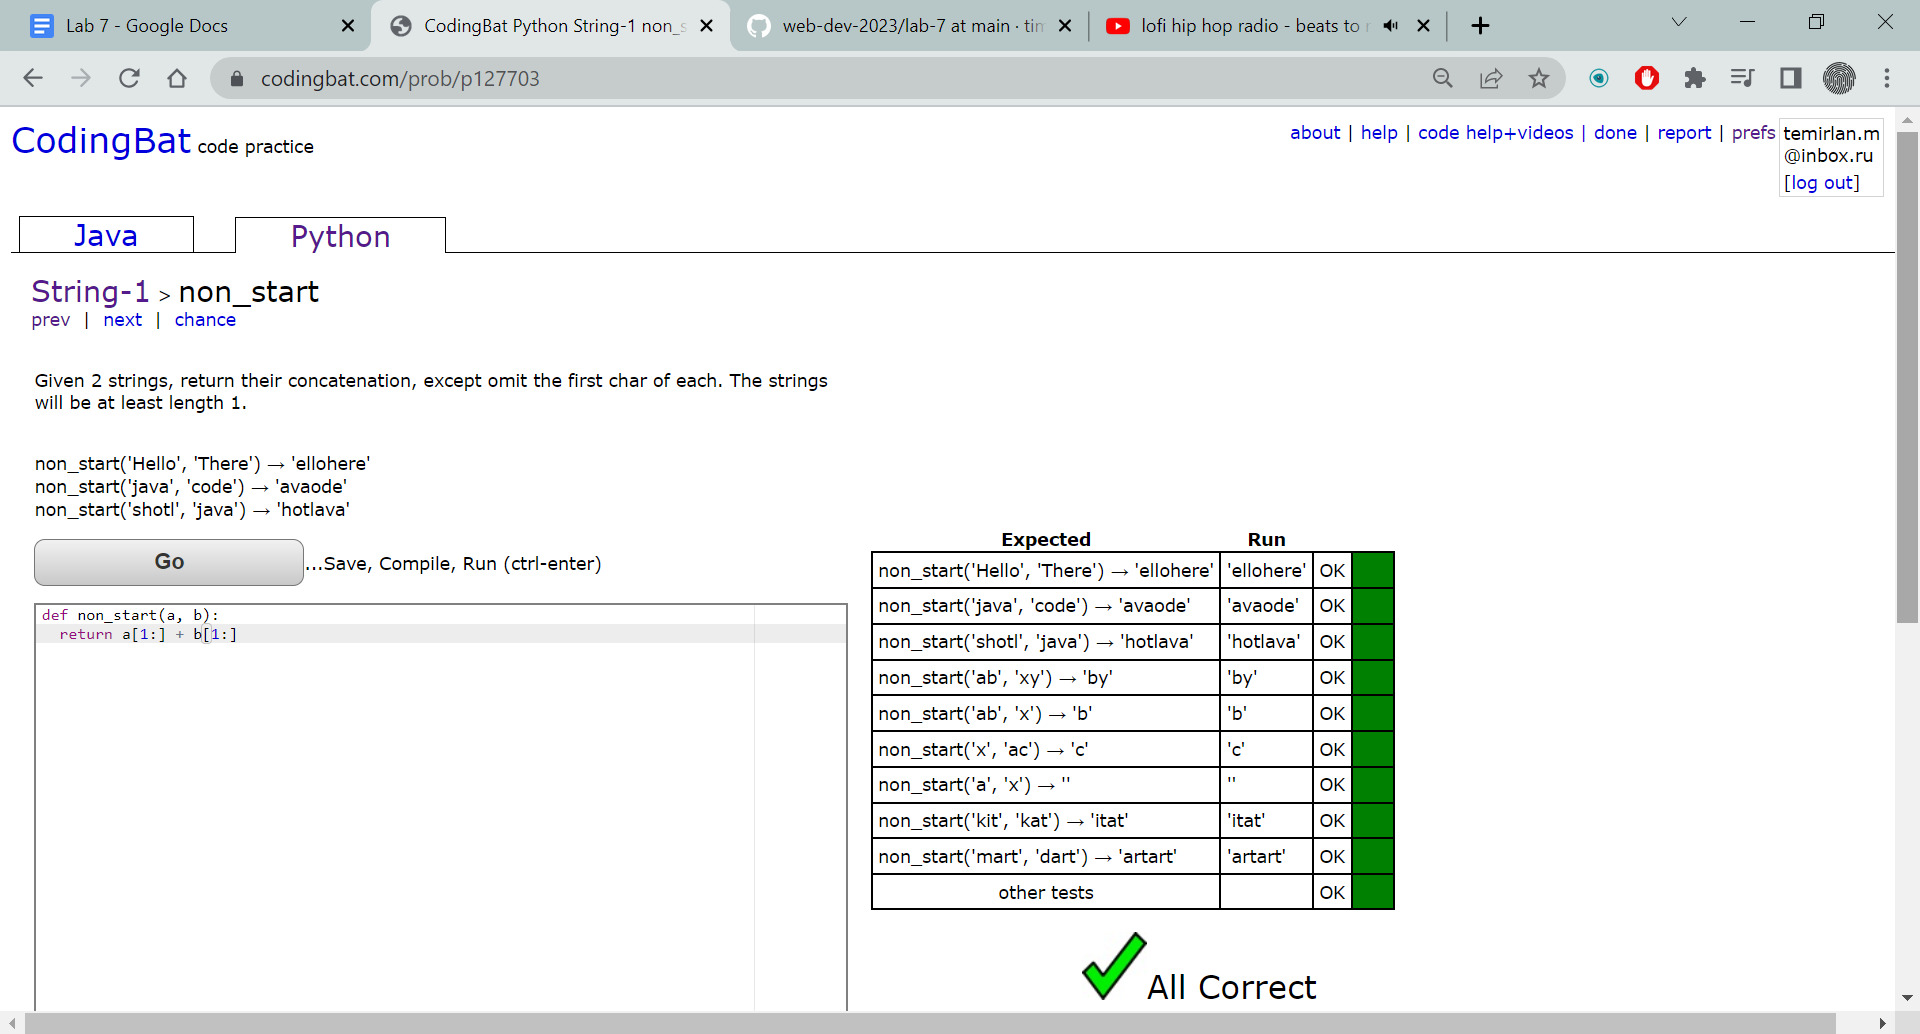 Lab 7 - Google Docs
CodingBat Python String-1 non_s
web-dev-2023/lab-7 at main · tim
lofi hip hop radio - beats to r
codingbat.com/prob/p127703
CodingBat code practice
about | help | code help+videos | done | report | prefs
temirlan.m
@inbox.ru
[log out]
Java
Python
String-1 > non_start
prev | next | chance
Given 2 strings, return their concatenation, except omit the first char of each. The strings
will be at least length 1.
non_start('Hello', 'There') → 'ellohere'
non_start('java', 'code') → 'avaode'
non_start('shotl', 'java') → 'hotlava'
Go
...Save, Compile, Run (ctrl-enter)
def non_start(a, b):
  return a[1:] + b[1:]
Expected Run
non_start('Hello', 'There') → 'ellohere' 'ellohere' OK
non_start('java', 'code') → 'avaode' 'avaode' OK
non_start('shotl', 'java') → 'hotlava' 'hotlava' OK
non_start('ab', 'xy') → 'by' 'by' OK
non_start('ab', 'x') → 'b' 'b' OK
non_start('x', 'ac') → 'c' 'c' OK
non_start('a', 'x') → '' '' OK
non_start('kit', 'kat') → 'itat' 'itat' OK
non_start('mart', 'dart') → 'artart' 'artart' OK
other tests OK
All Correct